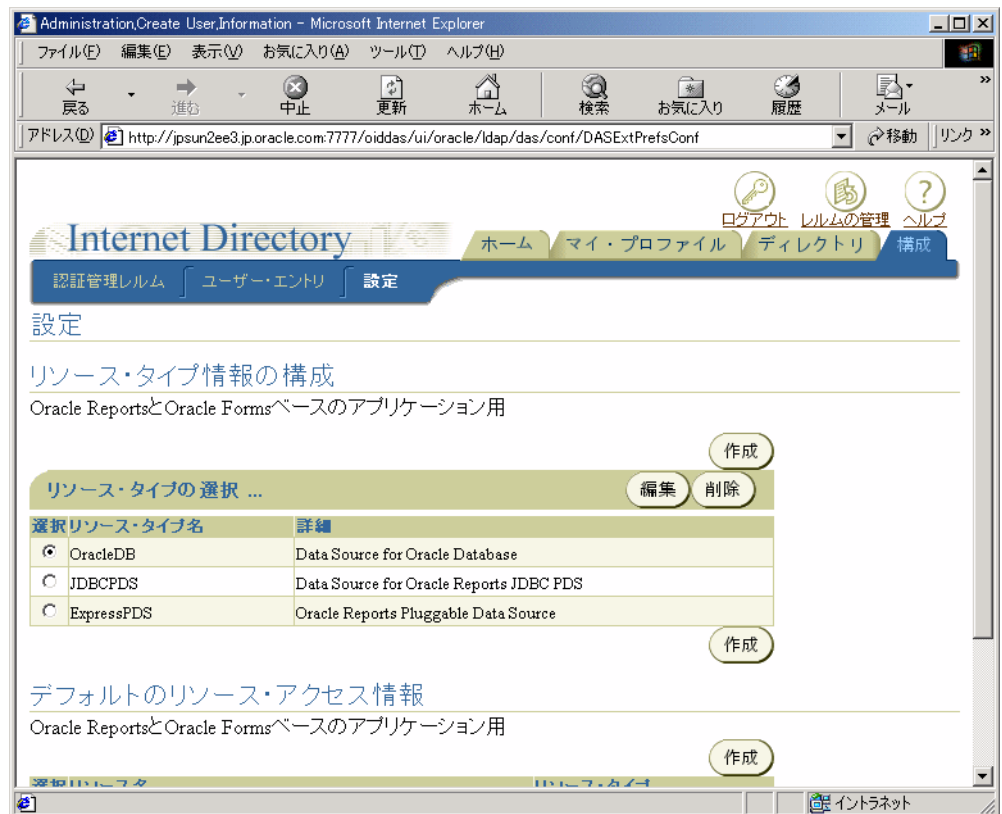 Administration,Create User,Information - Microsoft Internet Explorer
ファイル(F) 編集(E) 表示(V) お気に入り(A) ツール(T) ヘルプ(H)
戻る 進む 中止 更新 ホーム 検索 お気に入り 履歴 メール »
アドレス(D) http://jpsun2ee3.jp.oracle.com:7777/oiddas/ui/oracle/ldap/das/conf/DASExtPrefsConf 移動 リンク »
ログアウト レルムの管理 ヘルプ
Internet Directory
ホーム マイ・プロファイル ディレクトリ 構成
認証管理レルム ユーザー・エントリ 設定
設定
リソース・タイプ情報の構成
Oracle ReportsとOracle Formsベースのアプリケーション用
作成
リソース・タイプの選択 ... 編集 削除
選択 リソース・タイプ名 詳細
OracleDB Data Source for Oracle Database
JDBCPDS Data Source for Oracle Reports JDBC PDS
ExpressPDS Oracle Reports Pluggable Data Source
作成
デフォルトのリソース・アクセス情報
Oracle ReportsとOracle Formsベースのアプリケーション用
作成
選択 リソース名 リソース・タイプ
イントラネット